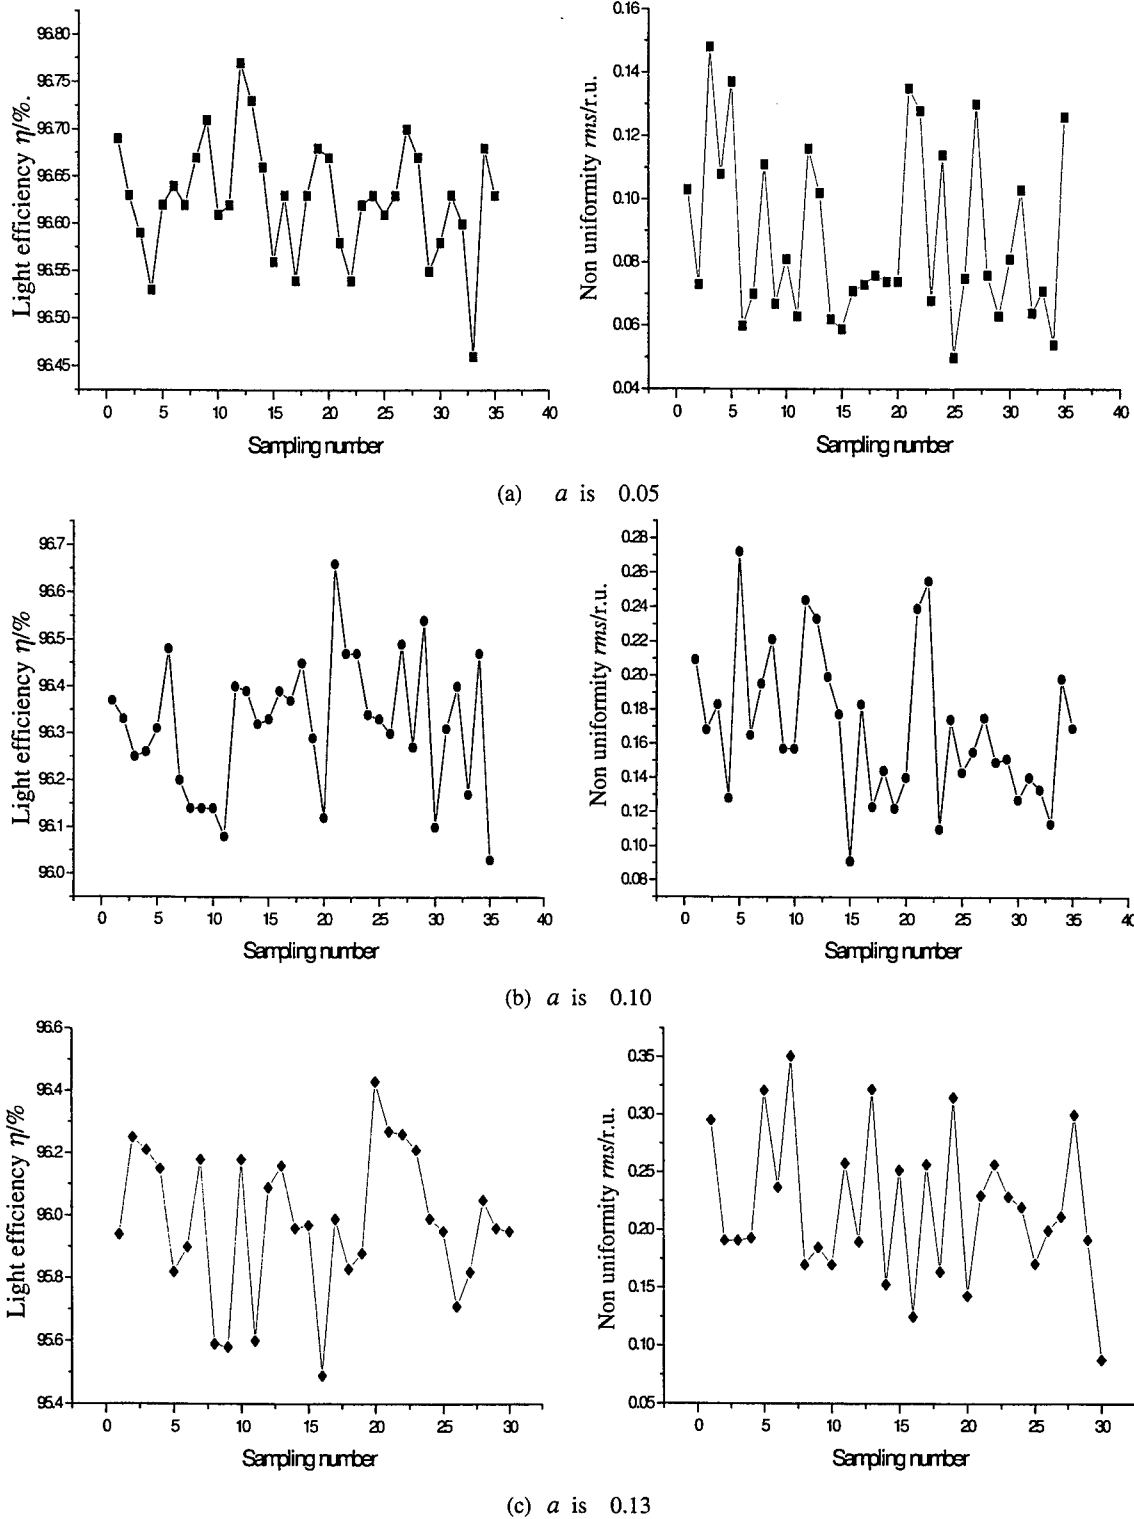 Light efficiency η/%.
96.80
96.75
96.70
96.65
96.60
96.55
96.50
96.45
0 5 10 15 20 25 30 35 40
Sampling number
Non uniformity rms/r.u.
0.16
0.14
0.12
0.10
0.08
0.06
0.04
0 5 10 15 20 25 30 35 40
Sampling number
(a) a is 0.05
Light efficiency η/%
96.7
96.6
96.5
96.4
96.3
96.2
96.1
96.0
0 5 10 15 20 25 30 35 40
Sampling number
Non uniformity rms/r.u.
0.28
0.26
0.24
0.22
0.20
0.18
0.16
0.14
0.12
0.10
0.08
0 5 10 15 20 25 30 35 40
Sampling number
(b) a is 0.10
Light efficiency η/%
96.6
96.4
96.2
96.0
95.8
95.6
95.4
0 5 10 15 20 25 30
Sampling number
Non uniformity rms/r.u.
0.35
0.30
0.25
0.20
0.15
0.10
0.05
0 5 10 15 20 25 30
Sampling number
(c) a is 0.13